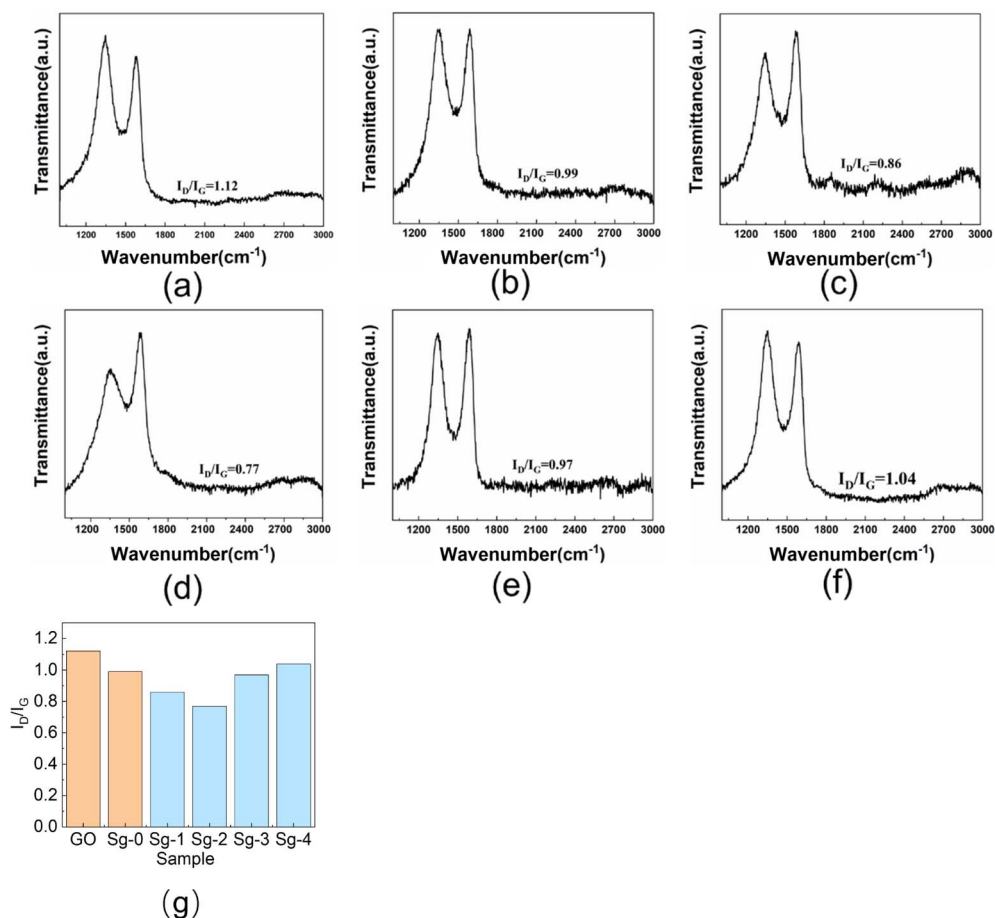 Transmittance(a.u.)
I_D/I_G=1.12
1200 1500 1800 2100 2400 2700 3000
Wavenumber(cm⁻¹)
(a)
Transmittance(a.u.)
I_D/I_G=0.99
1200 1500 1800 2100 2400 2700 3000
Wavenumber(cm⁻¹)
(b)
Transmittance(a.u.)
I_D/I_G=0.86
1200 1500 1800 2100 2400 2700 3000
Wavenumber(cm⁻¹)
(c)
Transmittance(a.u.)
I_D/I_G=0.77
1200 1500 1800 2100 2400 2700 3000
Wavenumber(cm⁻¹)
(d)
Transmittance(a.u.)
I_D/I_G=0.97
1200 1500 1800 2100 2400 2700 3000
Wavenumber(cm⁻¹)
(e)
Transmittance(a.u.)
I_D/I_G=1.04
1200 1500 1800 2100 2400 2700 3000
Wavenumber(cm⁻¹)
(f)
I_D/I_G
1.2
1.0
0.8
0.6
0.4
0.2
0.0
GO Sg-0 Sg-1 Sg-2 Sg-3 Sg-4
Sample
(g)